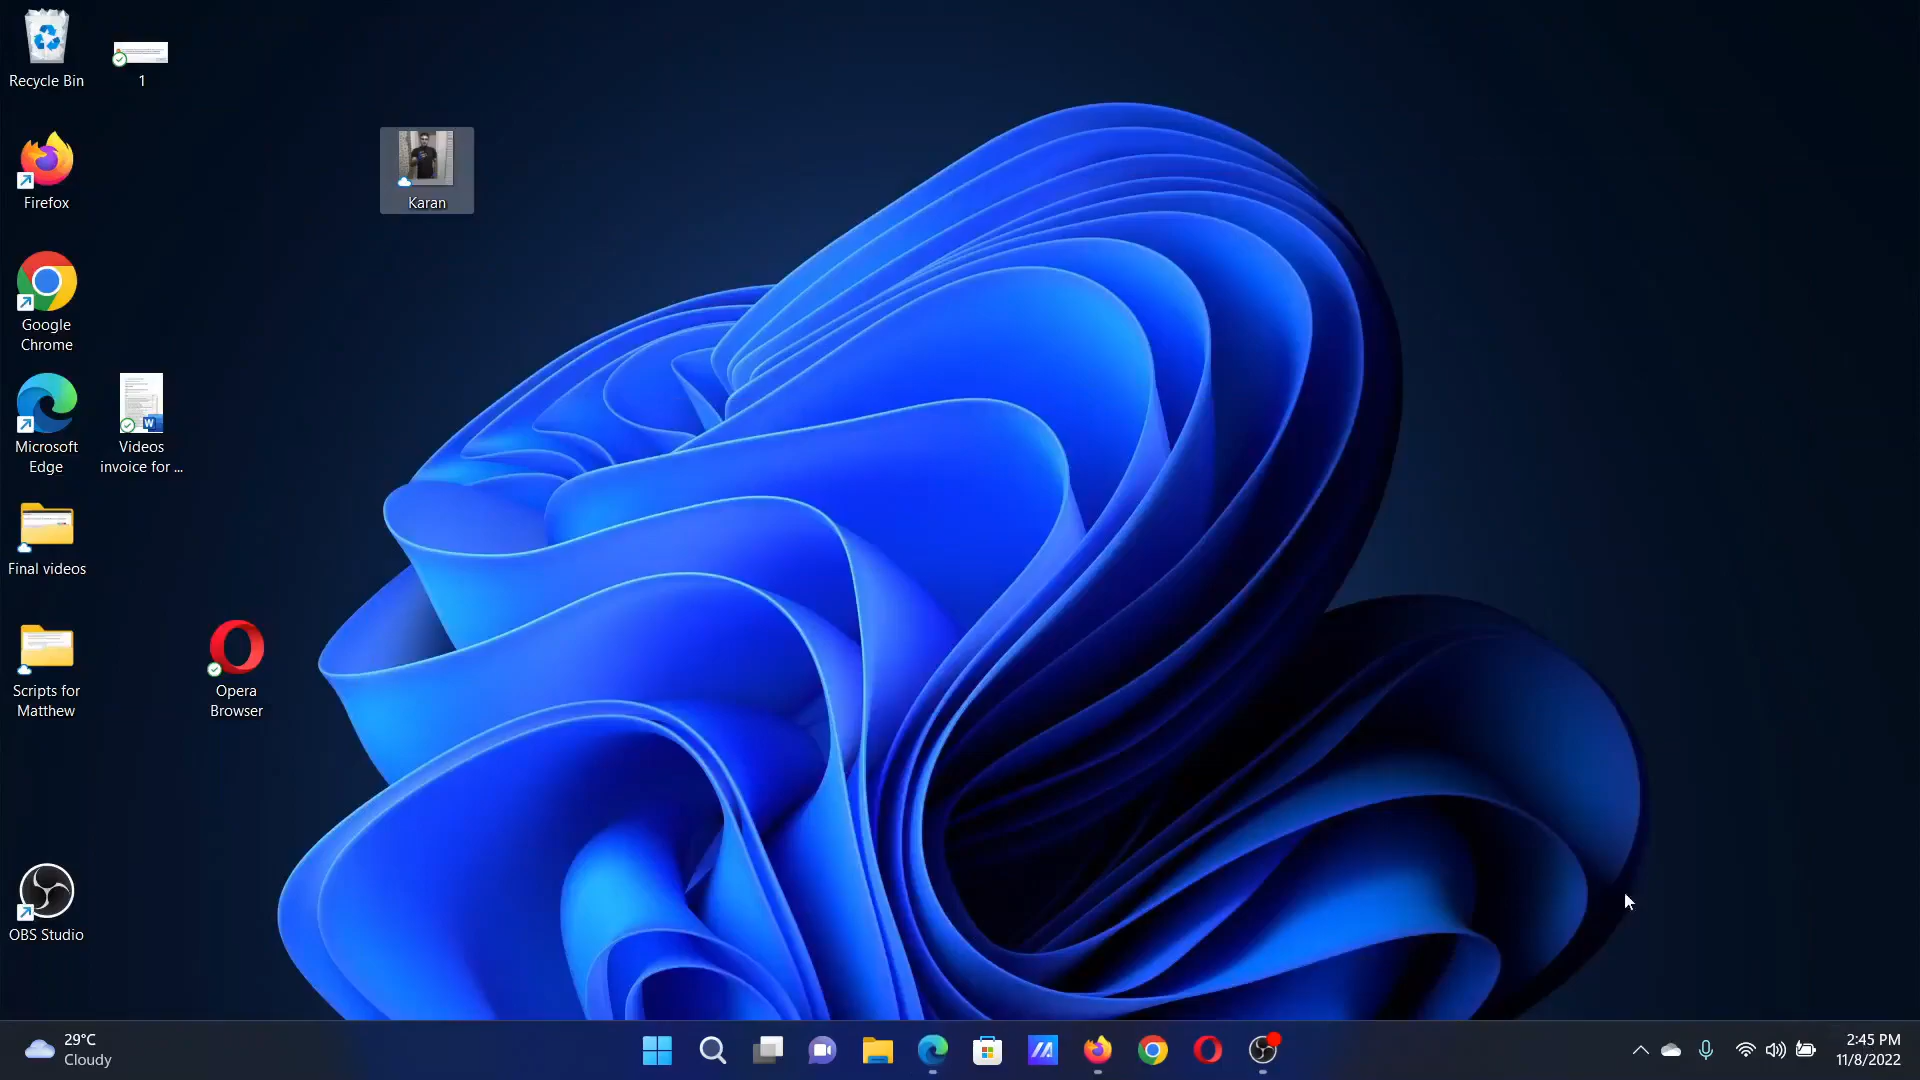 Recycle Bin
1
Karan
Firefox
Google
Chrome
Microsoft
Edge
Videos
invoice for ...
Final videos
Scripts for
Matthew
Opera
Browser
OBS Studio
29°C
Cloudy
2:45 PM
11/8/2022